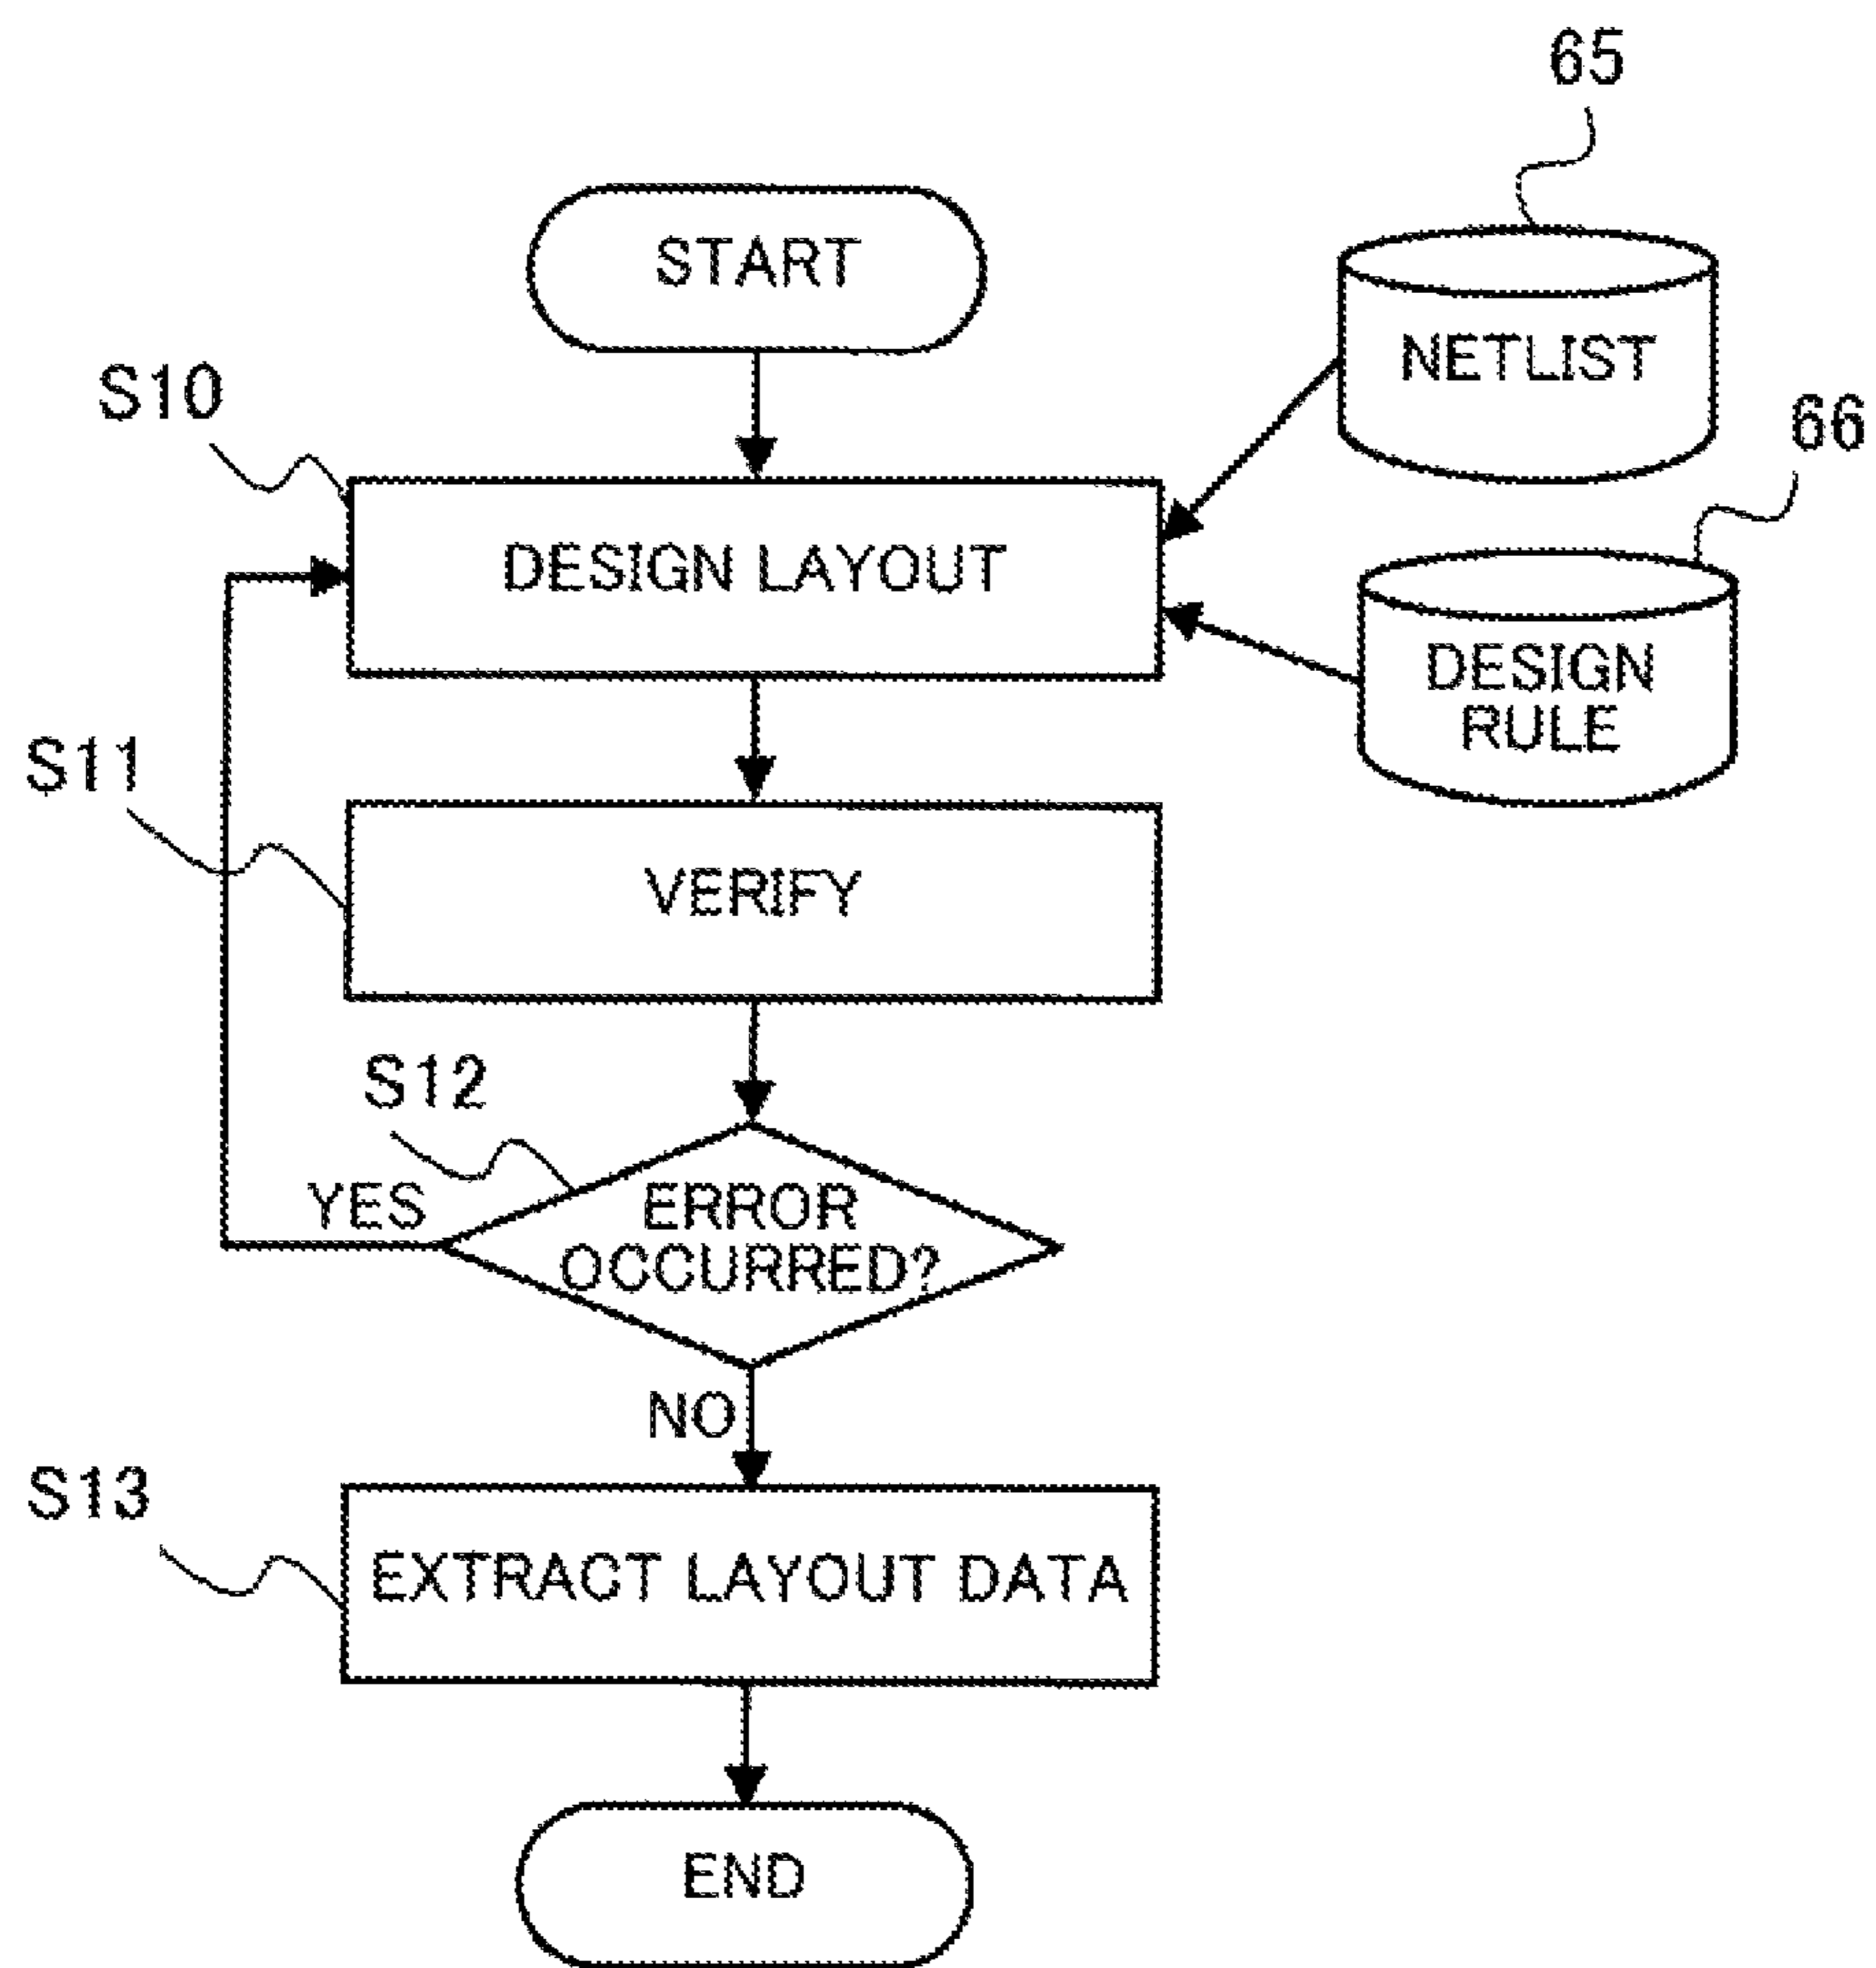 65
START
NETLIST
S10
66
DESIGN LAYOUT
DESIGN
RULE
S11
VERIFY
S12
YES
ERROR
OCCURRED?
NO
S13
EXTRACT LAYOUT DATA
END